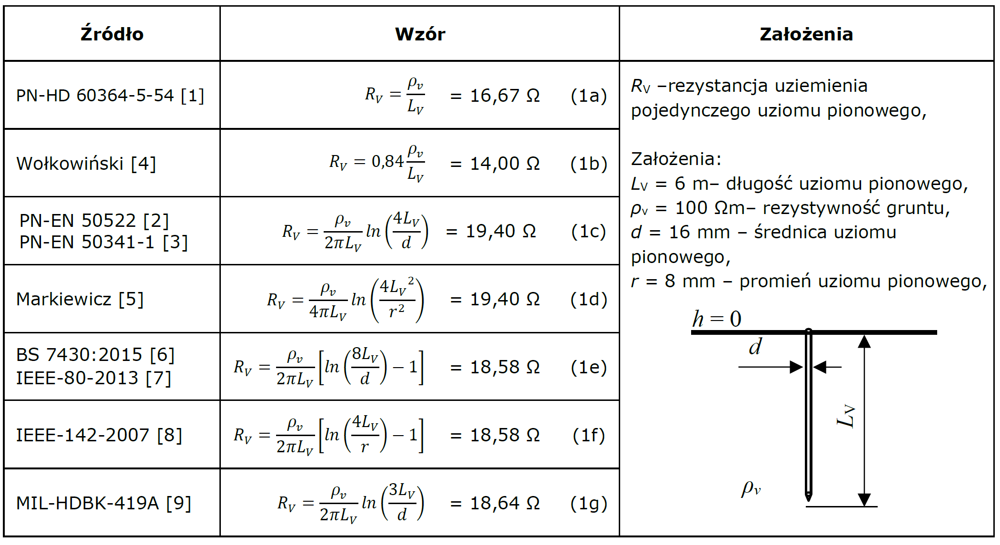 Źródło
Wzór
Założenia
PN-HD 60364-5-54 [1]
R_V = ρ_v / L_V = 16,67 Ω (1a)
Wołkowiński [4]
R_V = 0,84 ρ_v / L_V = 14,00 Ω (1b)
PN-EN 50522 [2]
PN-EN 50341-1 [3]
R_V = ρ_v / 2πL_V ln (4L_V / d) = 19,40 Ω (1c)
Markiewicz [5]
R_V = ρ_v / 4πL_V ln (4L_V² / r²) = 19,40 Ω (1d)
BS 7430:2015 [6]
IEEE-80-2013 [7]
R_V = ρ_v / 2πL_V [ln (8L_V / d) − 1] = 18,58 Ω (1e)
IEEE-142-2007 [8]
R_V = ρ_v / 2πL_V [ln (4L_V / r) − 1] = 18,58 Ω (1f)
MIL-HDBK-419A [9]
R_V = ρ_v / 2πL_V ln (3L_V / d) = 18,64 Ω (1g)
R_V –rezystancja uziemienia
pojedynczego uziomu pionowego,
Założenia:
L_V = 6 m– długość uziomu pionowego,
ρ_v = 100 Ωm– rezystywność gruntu,
d = 16 mm – średnica uziomu
pionowego,
r = 8 mm – promień uziomu pionowego,
h = 0
d
L_V
ρ_v